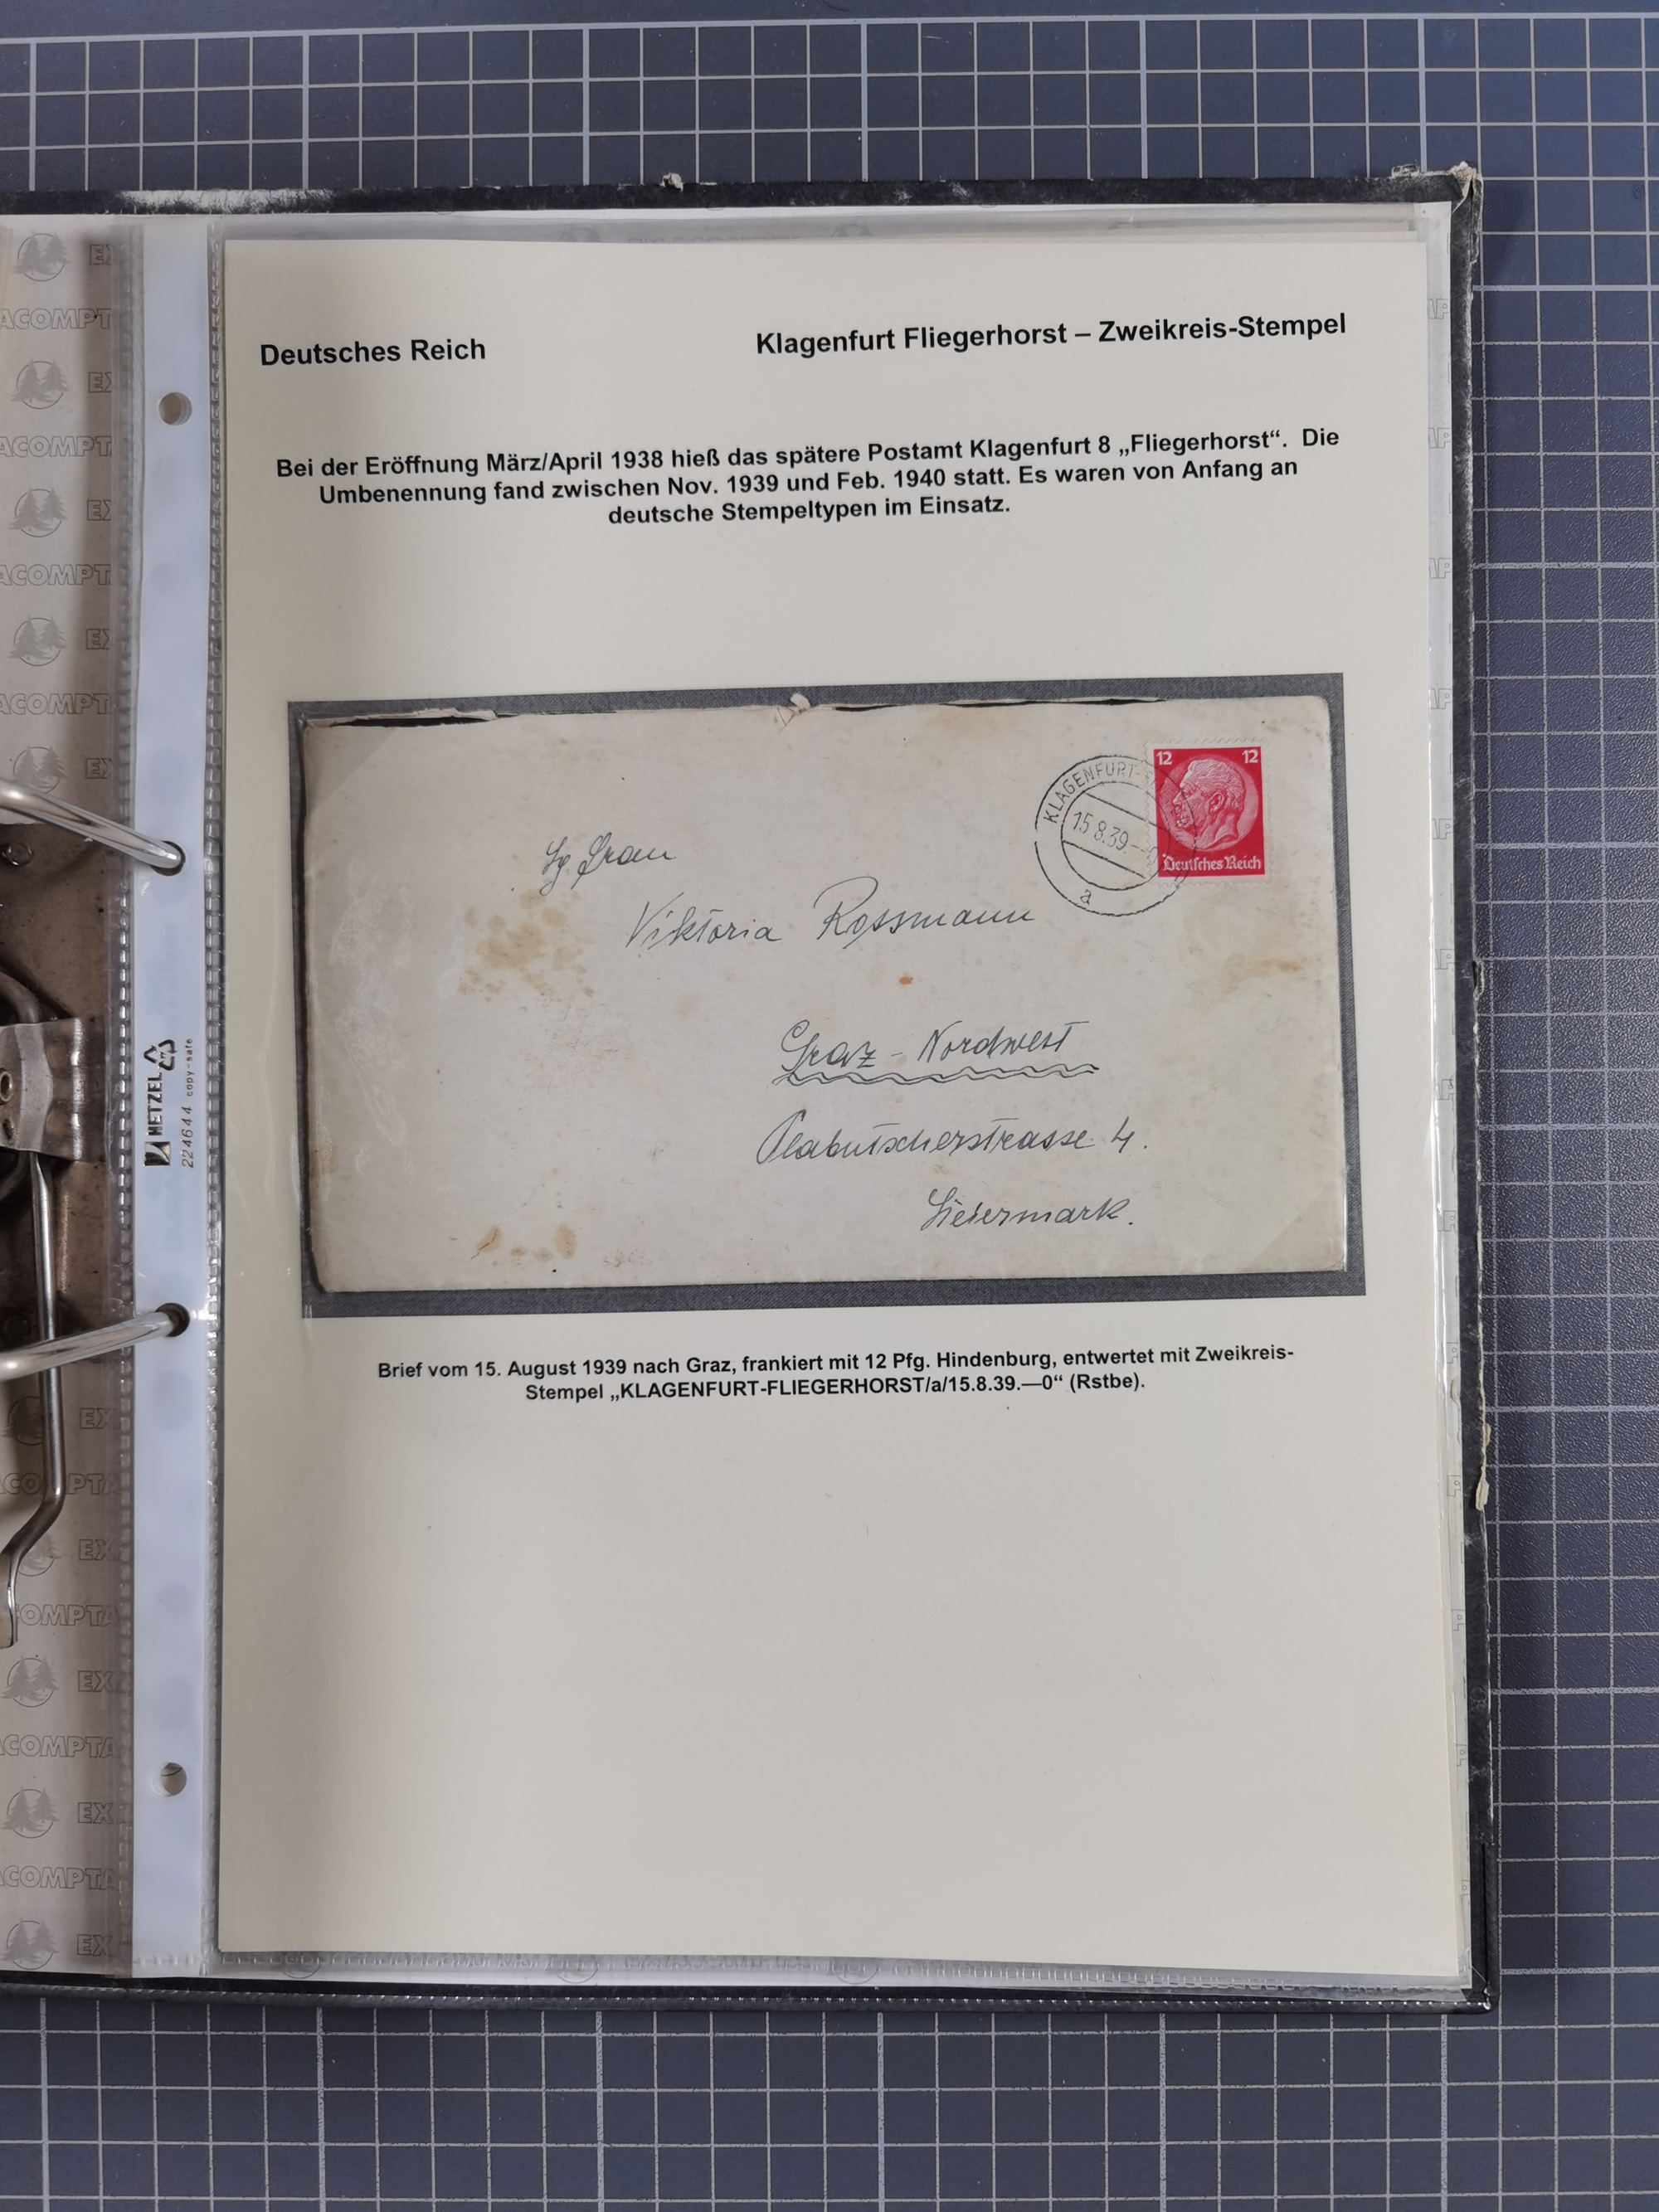 Deutsches Reich
Klagenfurt Fliegerhorst – Zweikreis-Stempel
Bei der Eröffnung März/April 1938 hieß das spätere Postamt Klagenfurt 8 „Fliegerhorst“. Die
Umbenennung fand zwischen Nov. 1939 und Feb. 1940 statt. Es waren von Anfang an
deutsche Stempeltypen im Einsatz.
12 12
Deutsches Reich
KLAGENFURT-
15.8.39.-0
a
Viktoria Rossmann
Graz - Nordwest
Plabutscherstrasse 4.
Steiermark.
Brief vom 15. August 1939 nach Graz, frankiert mit 12 Pfg. Hindenburg, entwertet mit Zweikreis-
Stempel „KLAGENFURT-FLIEGERHORST/a/15.8.39.—0“ (Rstbe).
HETZEL
224644 copy-safe